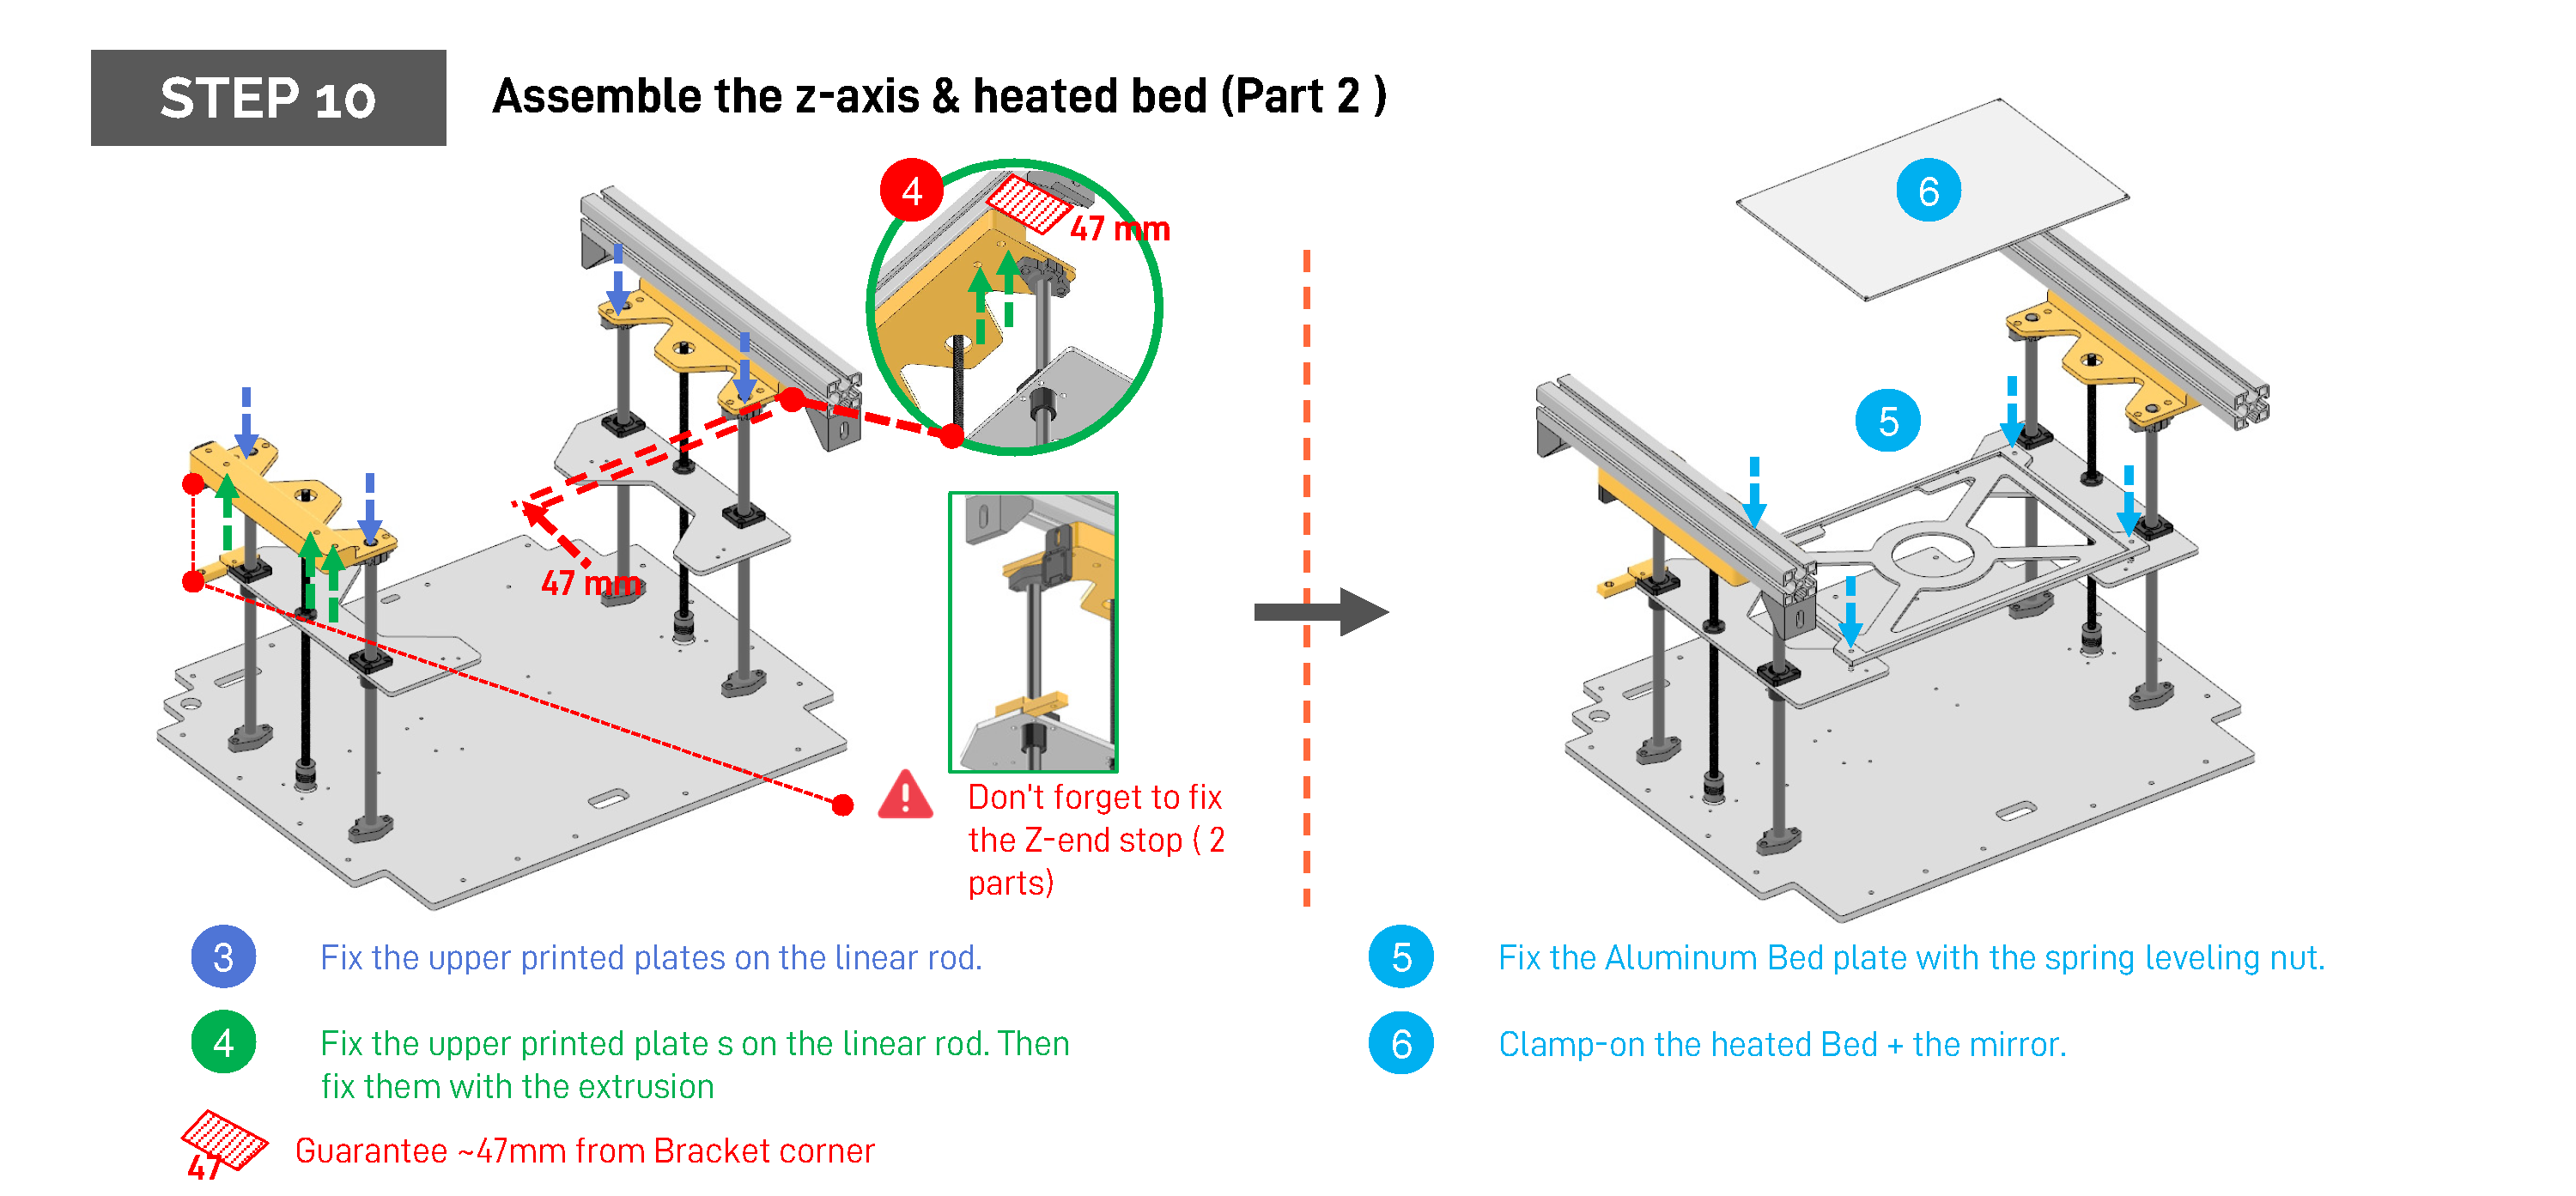 STEP 10
Assemble the z-axis & heated bed (Part 2 )
4
47 mm
47 mm
Don't forget to fix
the Z-end stop ( 2
parts)
3 Fix the upper printed plates on the linear rod.
4 Fix the upper printed plate s on the linear rod. Then
fix them with the extrusion
47 Guarantee ~47mm from Bracket corner
6
5
5 Fix the Aluminum Bed plate with the spring leveling nut.
6 Clamp-on the heated Bed + the mirror.